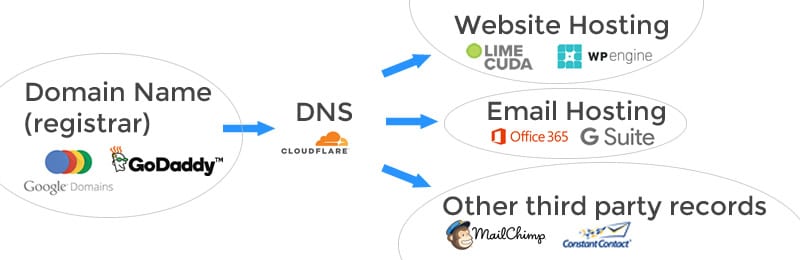 Domain Name
(registrar)
Google Domains
GoDaddy™
DNS
CLOUDFLARE
Website Hosting
LIME
CUDA
WP engine
Email Hosting
Office 365
G Suite
Other third party records
MailChimp
Constant Contact®